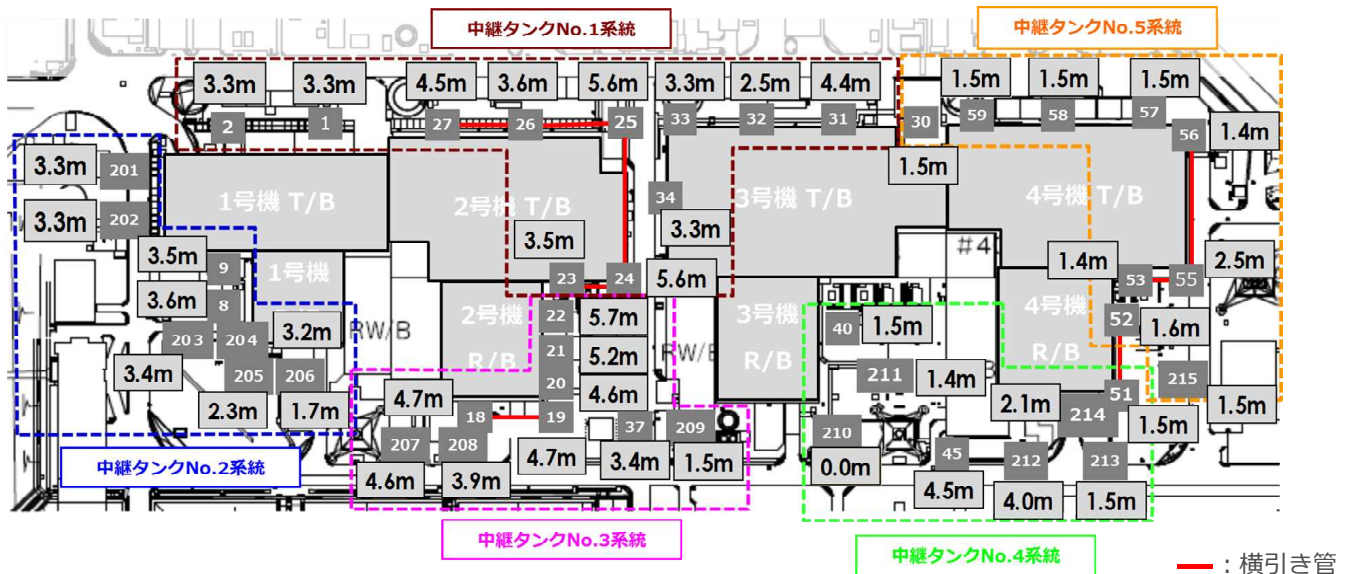 中継タンクNo.1系統
中継タンクNo.5系統
3.3m 3.3m 4.5m 3.6m 5.6m 3.3m 2.5m 4.4m 1.5m 1.5m 1.5m
2 1 27 26 25 33 32 31 30 59 58 57 56 1.4m
3.3m 201 1.5m
1号機 T/B 2号機 T/B 34 3号機 T/B 4号機 T/B
3.3m 202 3.5m 3.3m #4
3.5m 9 1号機 23 24 5.6m 1.4m 53 55 2.5m
3.6m 8 3.2m 2号機 22 5.7m 3号機 40 1.5m 4号機 52 1.6m
203 204 RW/B R/B 21 5.2m RW/B R/B R/B
3.4m 205 206 20 4.6m 211 1.4m 215
2.3m 1.7m 4.7m 18 19 2.1m 51 214 1.5m 1.5m
207 208 37 209 210
4.6m 3.9m 4.7m 3.4m 1.5m 0.0m 45 212 213
4.5m 4.0m 1.5m
中継タンクNo.2系統
中継タンクNo.3系統
中継タンクNo.4系統
：横引き管